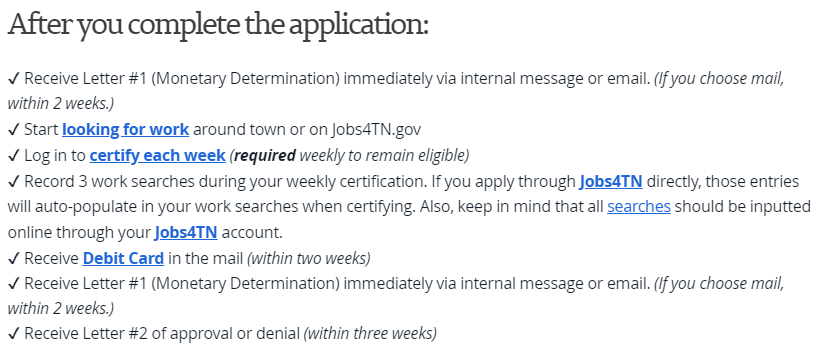 After you complete the application:
✓ Receive Letter #1 (Monetary Determination) immediately via internal message or email. (If you choose mail,
within 2 weeks.)
✓ Start looking for work around town or on Jobs4TN.gov
✓ Log in to certify each week (required weekly to remain eligible)
✓ Record 3 work searches during your weekly certification. If you apply through Jobs4TN directly, those entries
will auto-populate in your work searches when certifying. Also, keep in mind that all searches should be inputted
online through your Jobs4TN account.
✓ Receive Debit Card in the mail (within two weeks)
✓ Receive Letter #1 (Monetary Determination) immediately via internal message or email. (If you choose mail,
within 2 weeks.)
✓ Receive Letter #2 of approval or denial (within three weeks)